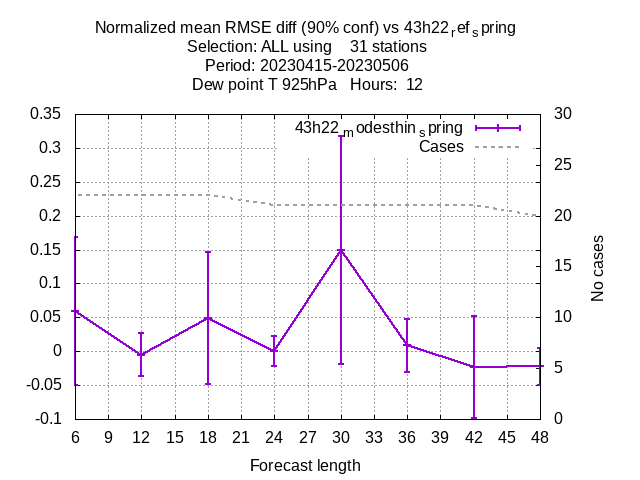 Normalized mean RMSE diff (90% conf) vs 43h22refspring
Selection: ALL using 31 stations
Period: 20230415-20230506
Dew point T 925hPa Hours: 12
43h22modesthinspring
Cases
0.35
0.3
0.25
0.2
0.15
0.1
0.05
0
-0.05
-0.1
30
25
20
15
10
5
0
No cases
6 9 12 15 18 21 24 27 30 33 36 39 42 45 48
Forecast length